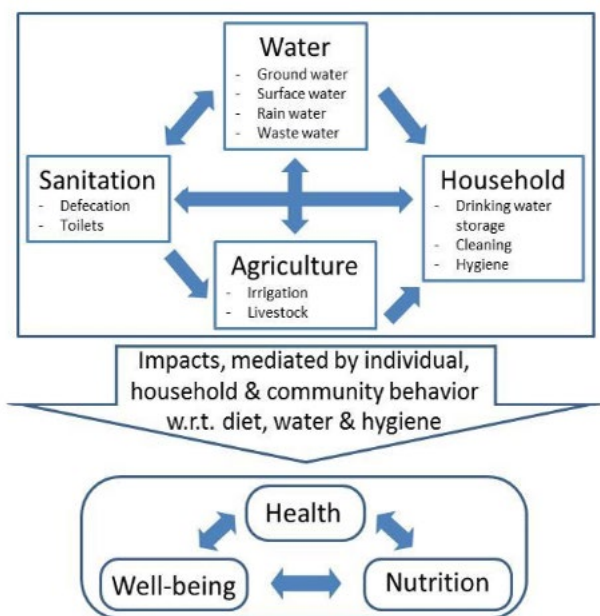 Water
- Ground water
- Surface water
- Rain water
- Waste water
Sanitation
- Defecation
- Toilets
Household
- Drinking water
storage
- Cleaning
- Hygiene
Agriculture
- Irrigation
- Livestock
Impacts, mediated by individual,
household & community behavior
w.r.t. diet, water & hygiene
Health
Well-being
Nutrition